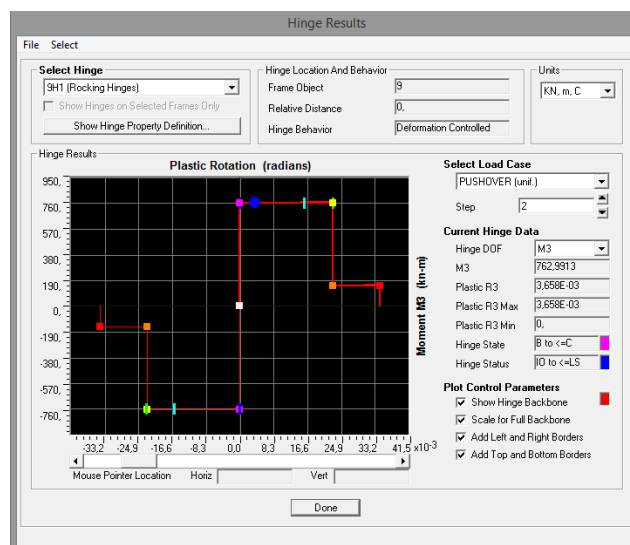 Hinge Results
File Select
Select Hinge
9H1 (Rocking Hinges)
Show Hinges on Selected Frames Only
Show Hinge Property Definition...
Hinge Location And Behavior
Frame Object 9
Relative Distance 0,
Hinge Behavior Deformation Controlled
Units
KN, m, C
Hinge Results
Plastic Rotation (radians)
950,
760,
570,
380,
190,
0,
-190,
-380,
-570,
-760,
-33,2 -24,9 -16,6 -8,3 0,0 8,3 16,6 24,9 33,2 41,5 x10-3
Moment M3 (kn-m)
Mouse Pointer Location Horiz Vert
Select Load Case
PUSHOVER (unif.)
Step 2
Current Hinge Data
Hinge DOF M3
M3 762,9913
Plastic R3 3,658E-03
Plastic R3 Max 3,658E-03
Plastic R3 Min 0,
Hinge State B to <=C
Hinge Status IO to <=LS
Plot Control Parameters
Show Hinge Backbone
Scale for Full Backbone
Add Left and Right Borders
Add Top and Bottom Borders
Done